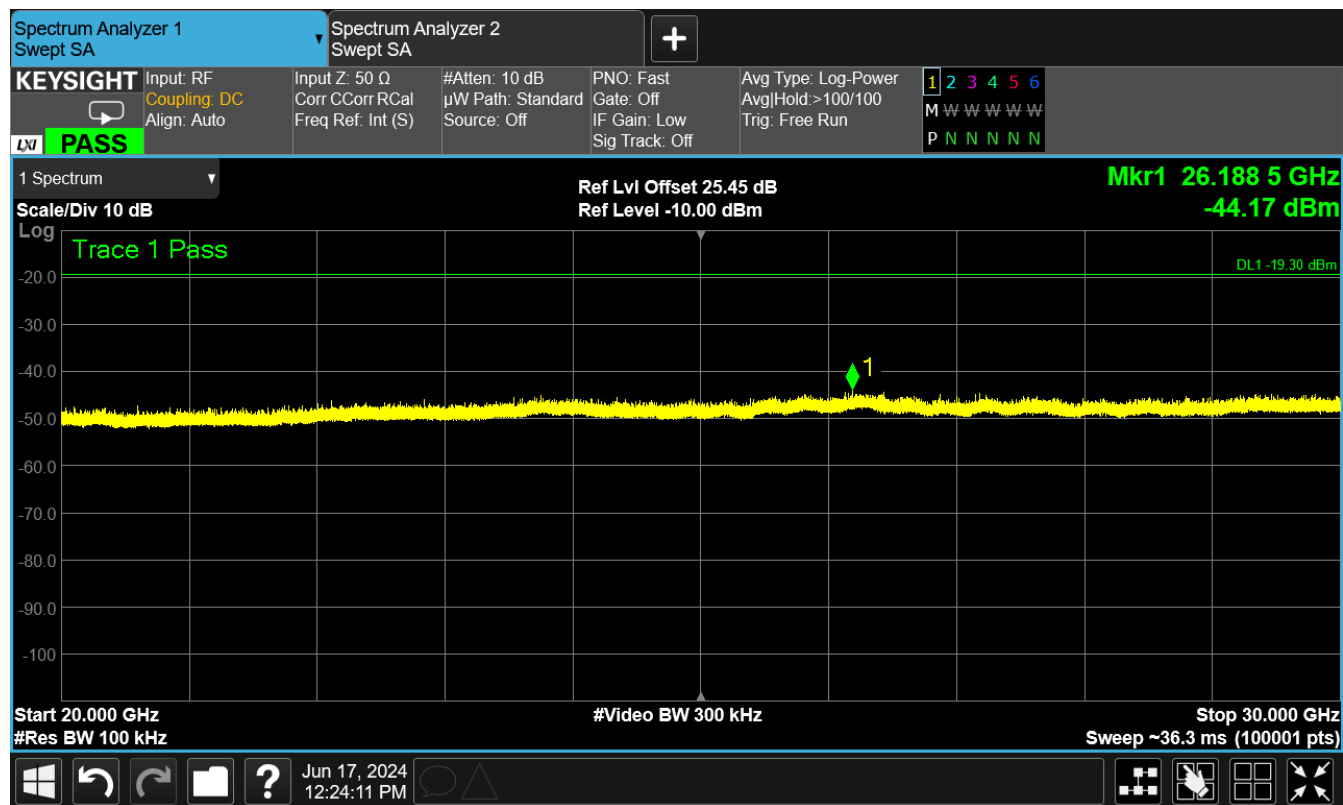 Spectrum Analyzer 1
Swept SA
Spectrum Analyzer 2
Swept SA
KEYSIGHT
LXI
PASS
Input: RF
Coupling: DC
Align: Auto
Input Z: 50 Ω
Corr CCorr RCal
Freq Ref: Int (S)
#Atten: 10 dB
µW Path: Standard
Source: Off
PNO: Fast
Gate: Off
IF Gain: Low
Sig Track: Off
Avg Type: Log-Power
Avg|Hold:>100/100
Trig: Free Run
1 2 3 4 5 6
M W W W W W
P N N N N N
1 Spectrum
Scale/Div 10 dB
Ref Lvl Offset 25.45 dB
Ref Level -10.00 dBm
Mkr1 26.188 5 GHz
-44.17 dBm
Log
Trace 1 Pass
DL1 -19.30 dBm
-20.0
-30.0
-40.0
1
-50.0
-60.0
-70.0
-80.0
-90.0
-100
Start 20.000 GHz
#Video BW 300 kHz
Stop 30.000 GHz
#Res BW 100 kHz
Sweep ~36.3 ms (100001 pts)
?
Jun 17, 2024
12:24:11 PM